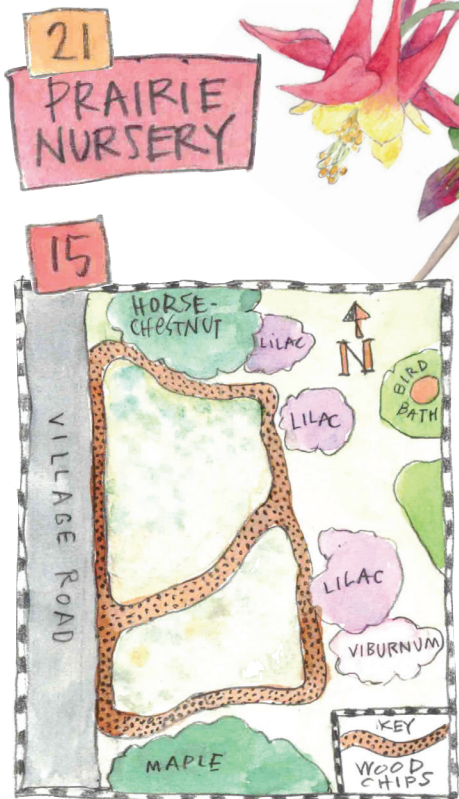 21
PRAIRIE
NURSERY
15
HORSE-
CHESTNUT
LILAC
N
LILAC
BIRD
BATH
VILLAGE ROAD
LILAC
VIBURNUM
MAPLE
KEY
WOOD
CHIPS